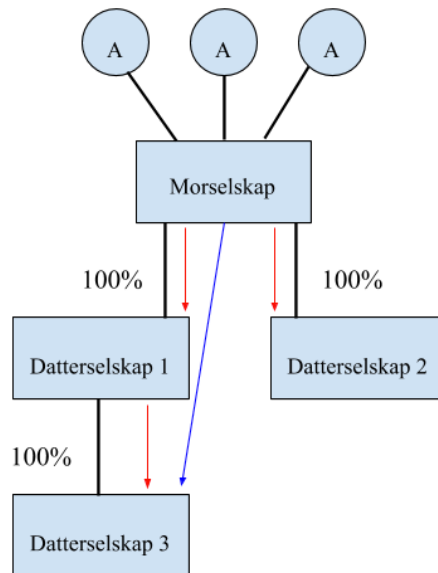 A
A
A
Morselskap
100%
100%
Datterselskap 1
Datterselskap 2
100%
Datterselskap 3